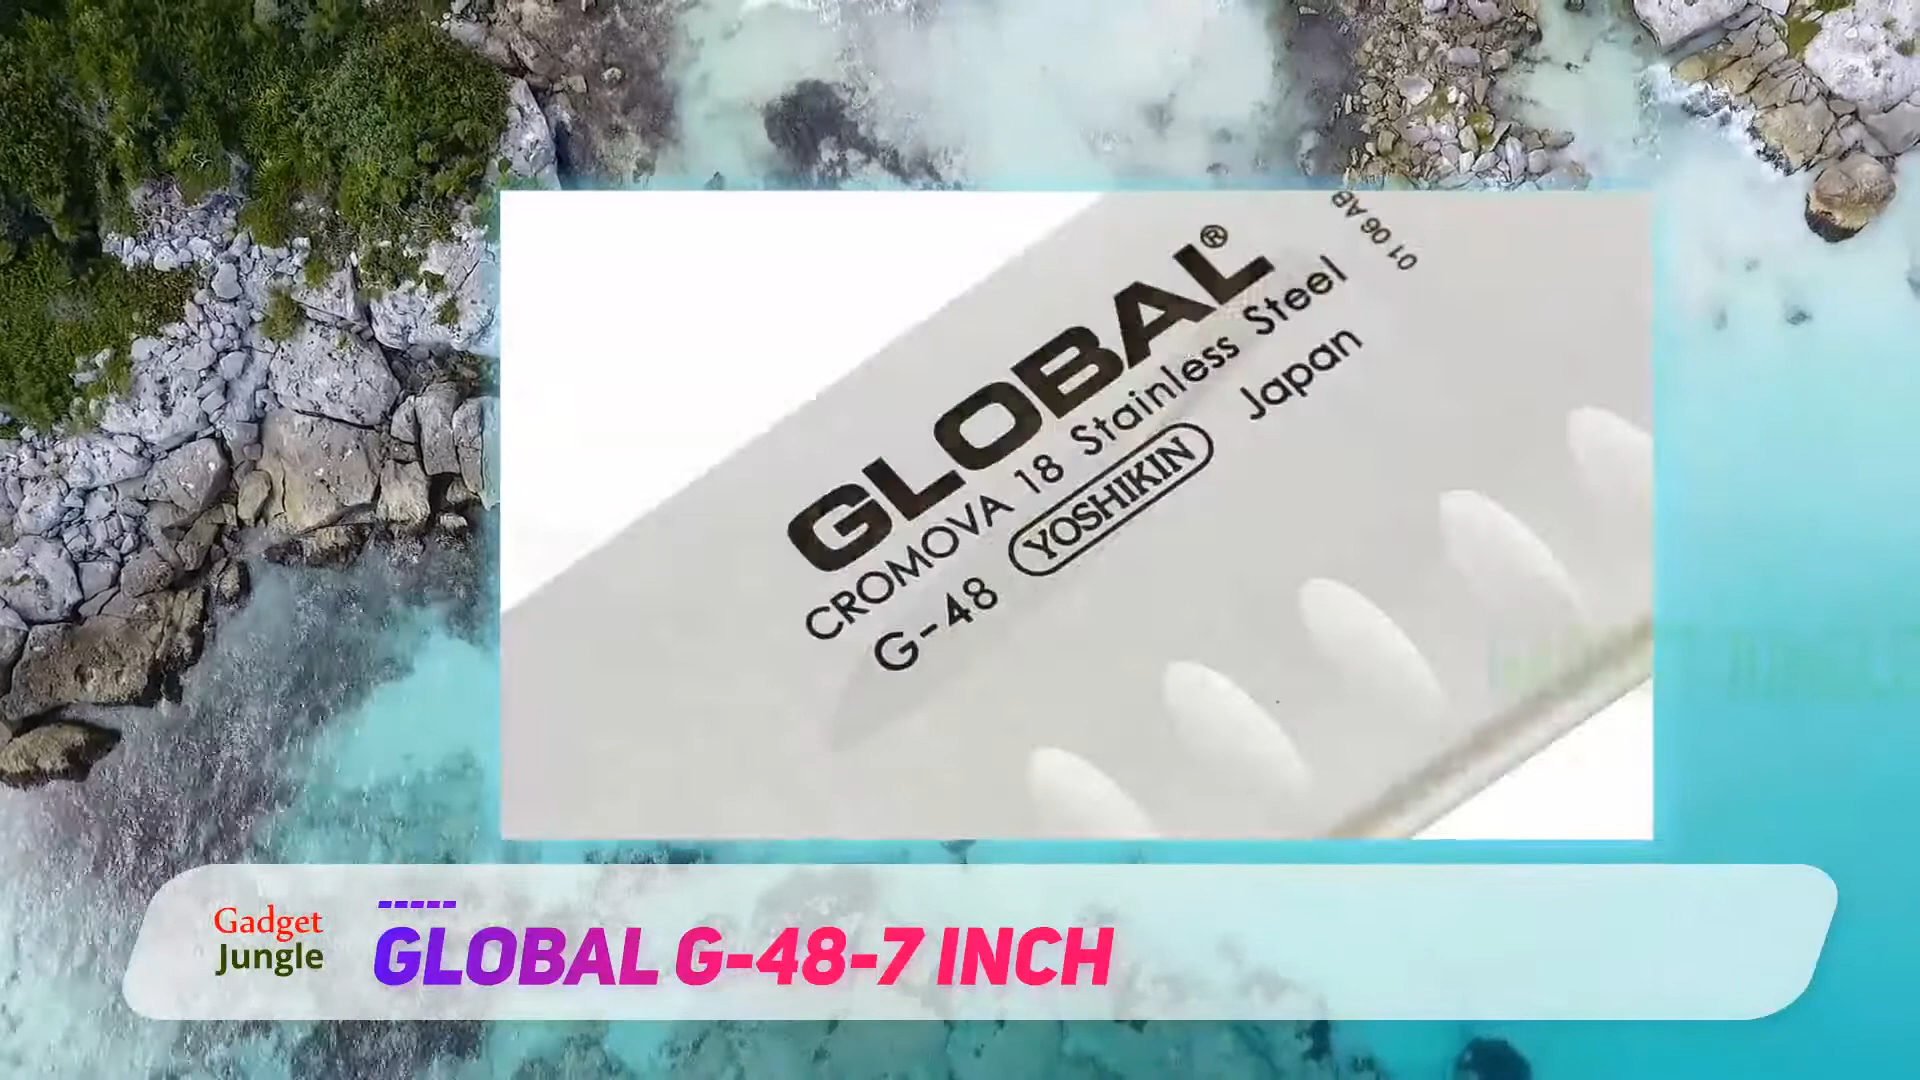 GLOBAL®
CROMOVA 18 Stainless Steel
G-48 YOSHIKIN Japan
01 06 AB
Gadget
Jungle
GLOBAL G-48-7 INCH